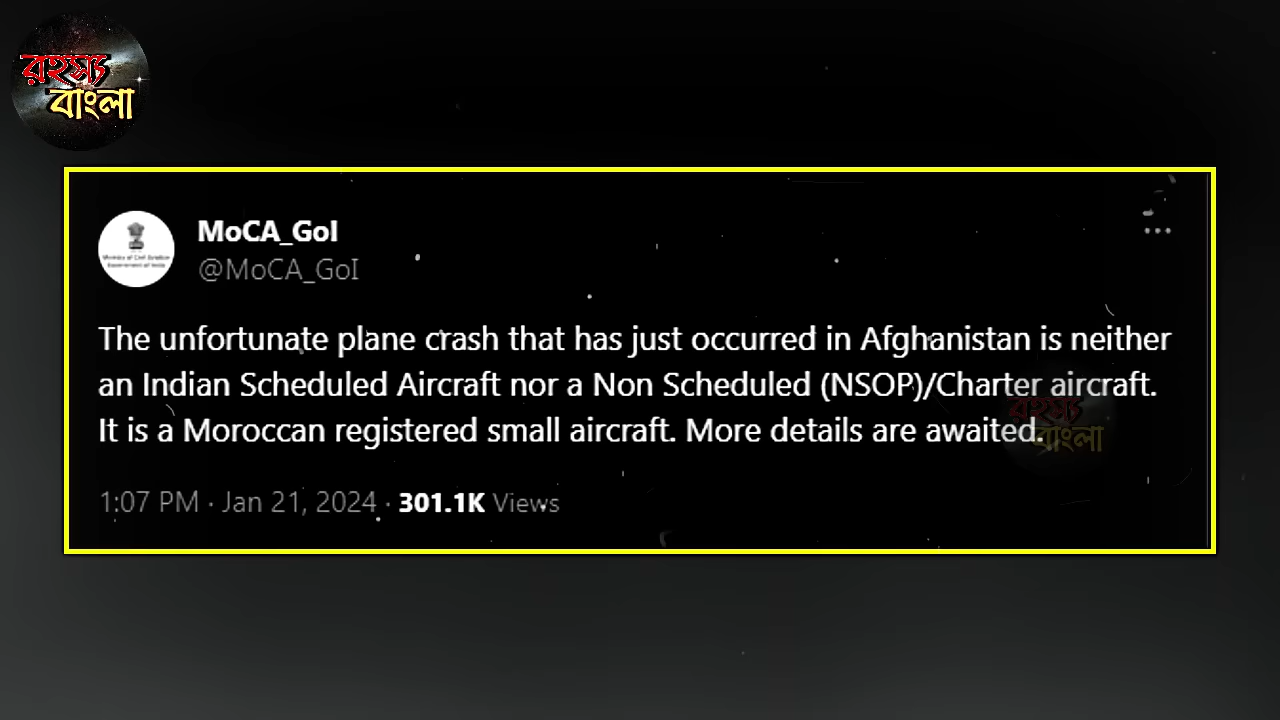 রহস্য
বাংলা
MoCA_GoI
@MoCA_GoI
The unfortunate plane crash that has just occurred in Afghanistan is neither
an Indian Scheduled Aircraft nor a Non Scheduled (NSOP)/Charter aircraft.
It is a Moroccan registered small aircraft. More details are awaited.
রহস্য
বাংলা
1:07 PM · Jan 21, 2024 · 301.1K Views